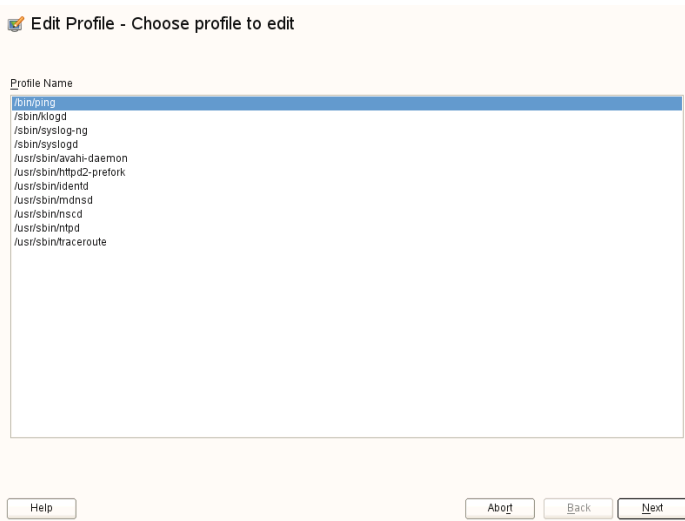 Edit Profile - Choose profile to edit
Profile Name
/bin/ping
/sbin/klogd
/sbin/syslog-ng
/sbin/syslogd
/usr/sbin/avahi-daemon
/usr/sbin/httpd2-prefork
/usr/sbin/identd
/usr/sbin/mdnsd
/usr/sbin/nscd
/usr/sbin/ntpd
/usr/sbin/traceroute
Help Abort Back Next